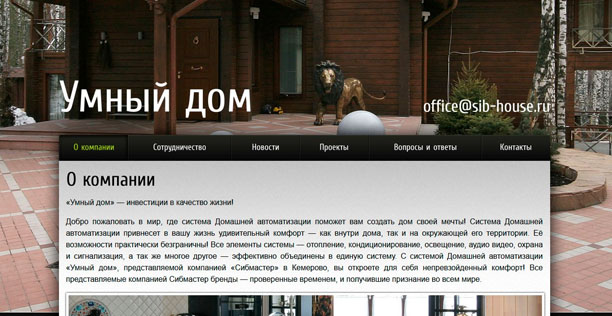 Умный дом
office@sib-house.ru
О компании Сотрудничество Новости Проекты Вопросы и ответы Контакты
О компании
«Умный дом» — инвестиции в качество жизни!
Добро пожаловать в мир, где система Домашней автоматизации поможет вам создать дом своей мечты! Система Домашней
автоматизации привнесет в вашу жизнь удивительный комфорт — как внутри дома, так и на окружающей его территории. Её
возможности практически безграничны! Все элементы системы — отопление, кондиционирование, освещение, аудио видео, охрана
и сигнализация, а так же многое другое — эффективно объединены в единую систему. С системой Домашней автоматизации
«Умный дом», представляемой компанией «Сибмастер» в Кемерово, вы откроете для себя непревзойденный комфорт! Все
представляемые компанией Сибмастер бренды — проверенные временем, и получившие признание во всем мире.